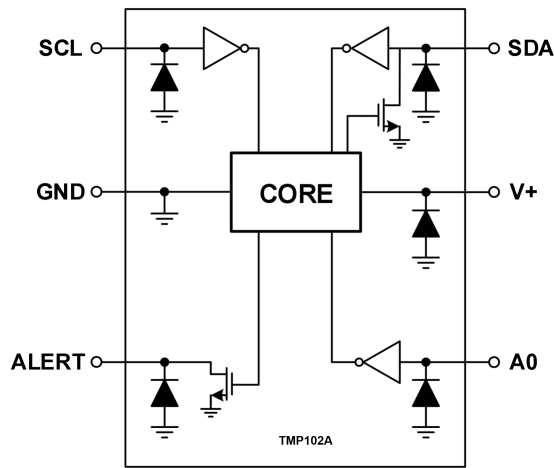 SCL
SDA
GND
CORE
V+
ALERT
A0
TMP102A